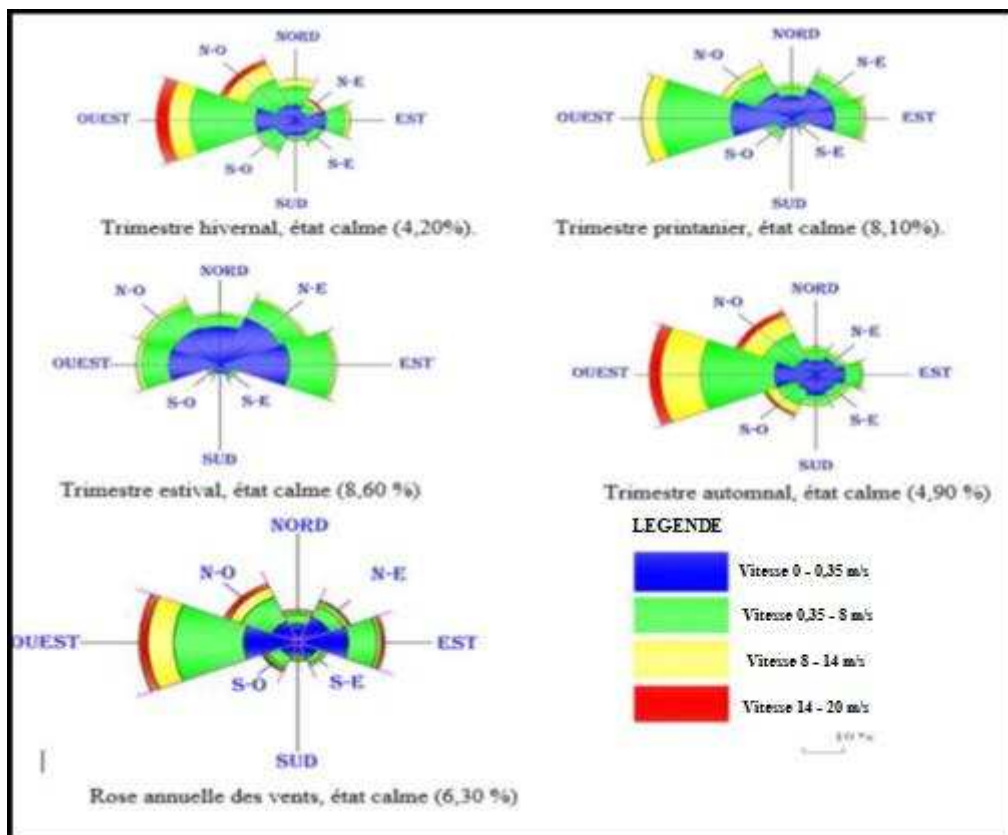 NORD
N-O
N-E
OUEST
EST
S-O
S-E
SUD
Trimestre hivernal, état calme (4,20%).
NORD
N-O
N-E
OUEST
EST
S-O
S-E
SUD
Trimestre printanier, état calme (8,10%).
NORD
N-O
N-E
OUEST
EST
S-O
S-E
SUD
Trimestre estival, état calme (8,60 %)
NORD
N-O
N-E
OUEST
EST
S-O
S-E
SUD
Trimestre automnal, état calme (4,90 %)
NORD
N-O
N-E
OUEST
EST
S-O
S-E
SUD
Rose annuelle des vents, état calme (6,30 %)
LEGENDE
Vitesse 0 - 0,35 m/s
Vitesse 0,35 - 8 m/s
Vitesse 8 - 14 m/s
Vitesse 14 - 20 m/s
10 %